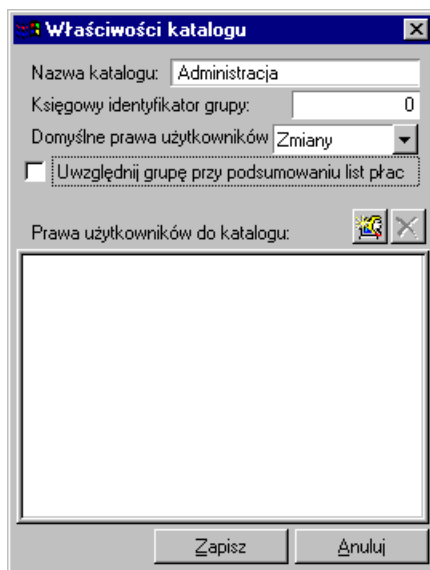 Właściwości katalogu
Nazwa katalogu: Administracja
Księgowy identyfikator grupy: 0
Domyślne prawa użytkowników Zmiany
Uwzględnij grupę przy podsumowaniu list płac
Prawa użytkowników do katalogu:
Zapisz Anuluj